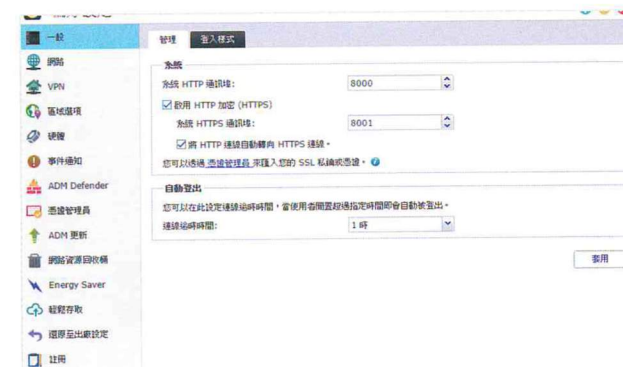 一般
網路
VPN
區域選項
硬體
事件通知
ADM Defender
憑證管理員
ADM 更新
網路資源回收桶
Energy Saver
輕鬆存取
還原至出廠設定
註冊
管理 登入樣式
系統
系統 HTTP 通訊埠: 8000
啟用 HTTP 加密 (HTTPS)
系統 HTTPS 通訊埠: 8001
將 HTTP 連線自動轉向 HTTPS 連線。
您可以透過 憑證管理員 來匯入您的 SSL 私鑰或憑證。
自動登出
您可以在此設定連線逾時時間，當使用者閒置超過指定時間即會自動被登出。
連線逾時時間: 1 時
套用